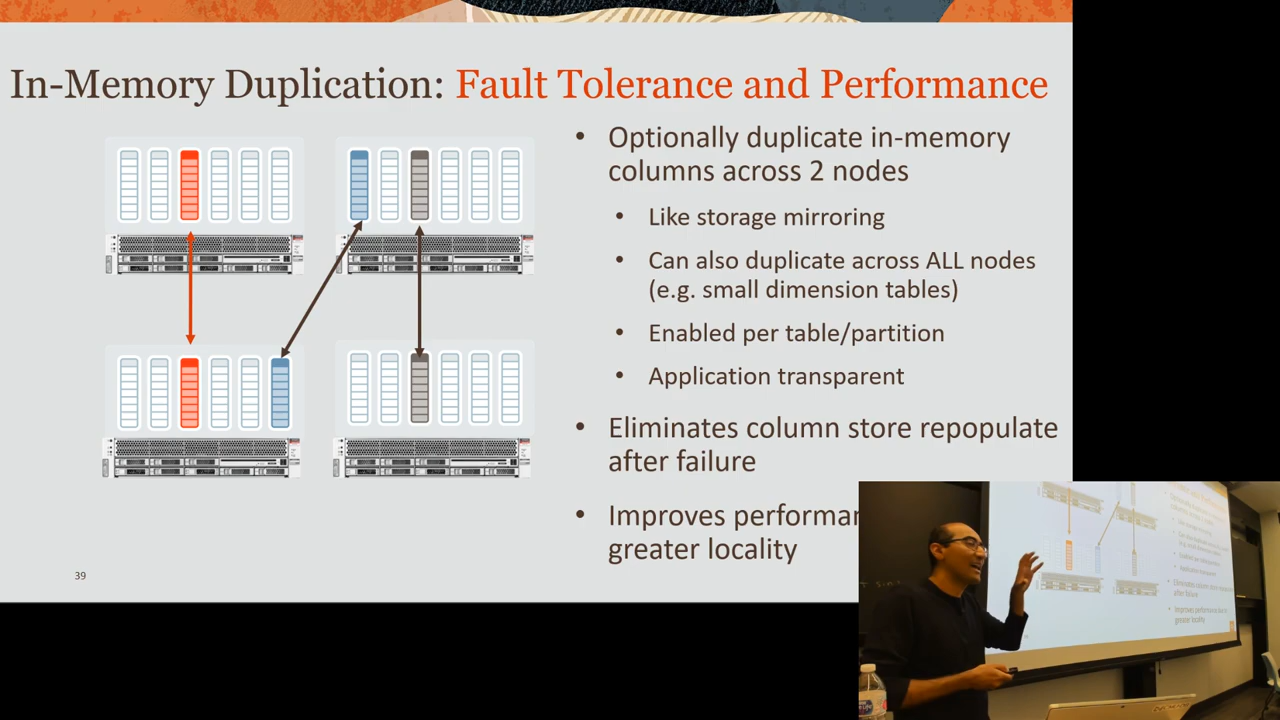 In-Memory Duplication: Fault Tolerance and Performance
• Optionally duplicate in-memory
columns across 2 nodes
• Like storage mirroring
• Can also duplicate across ALL nodes
(e.g. small dimension tables)
• Enabled per table/partition
• Application transparent
• Eliminates column store repopulate
after failure
• Improves
greater locality
39